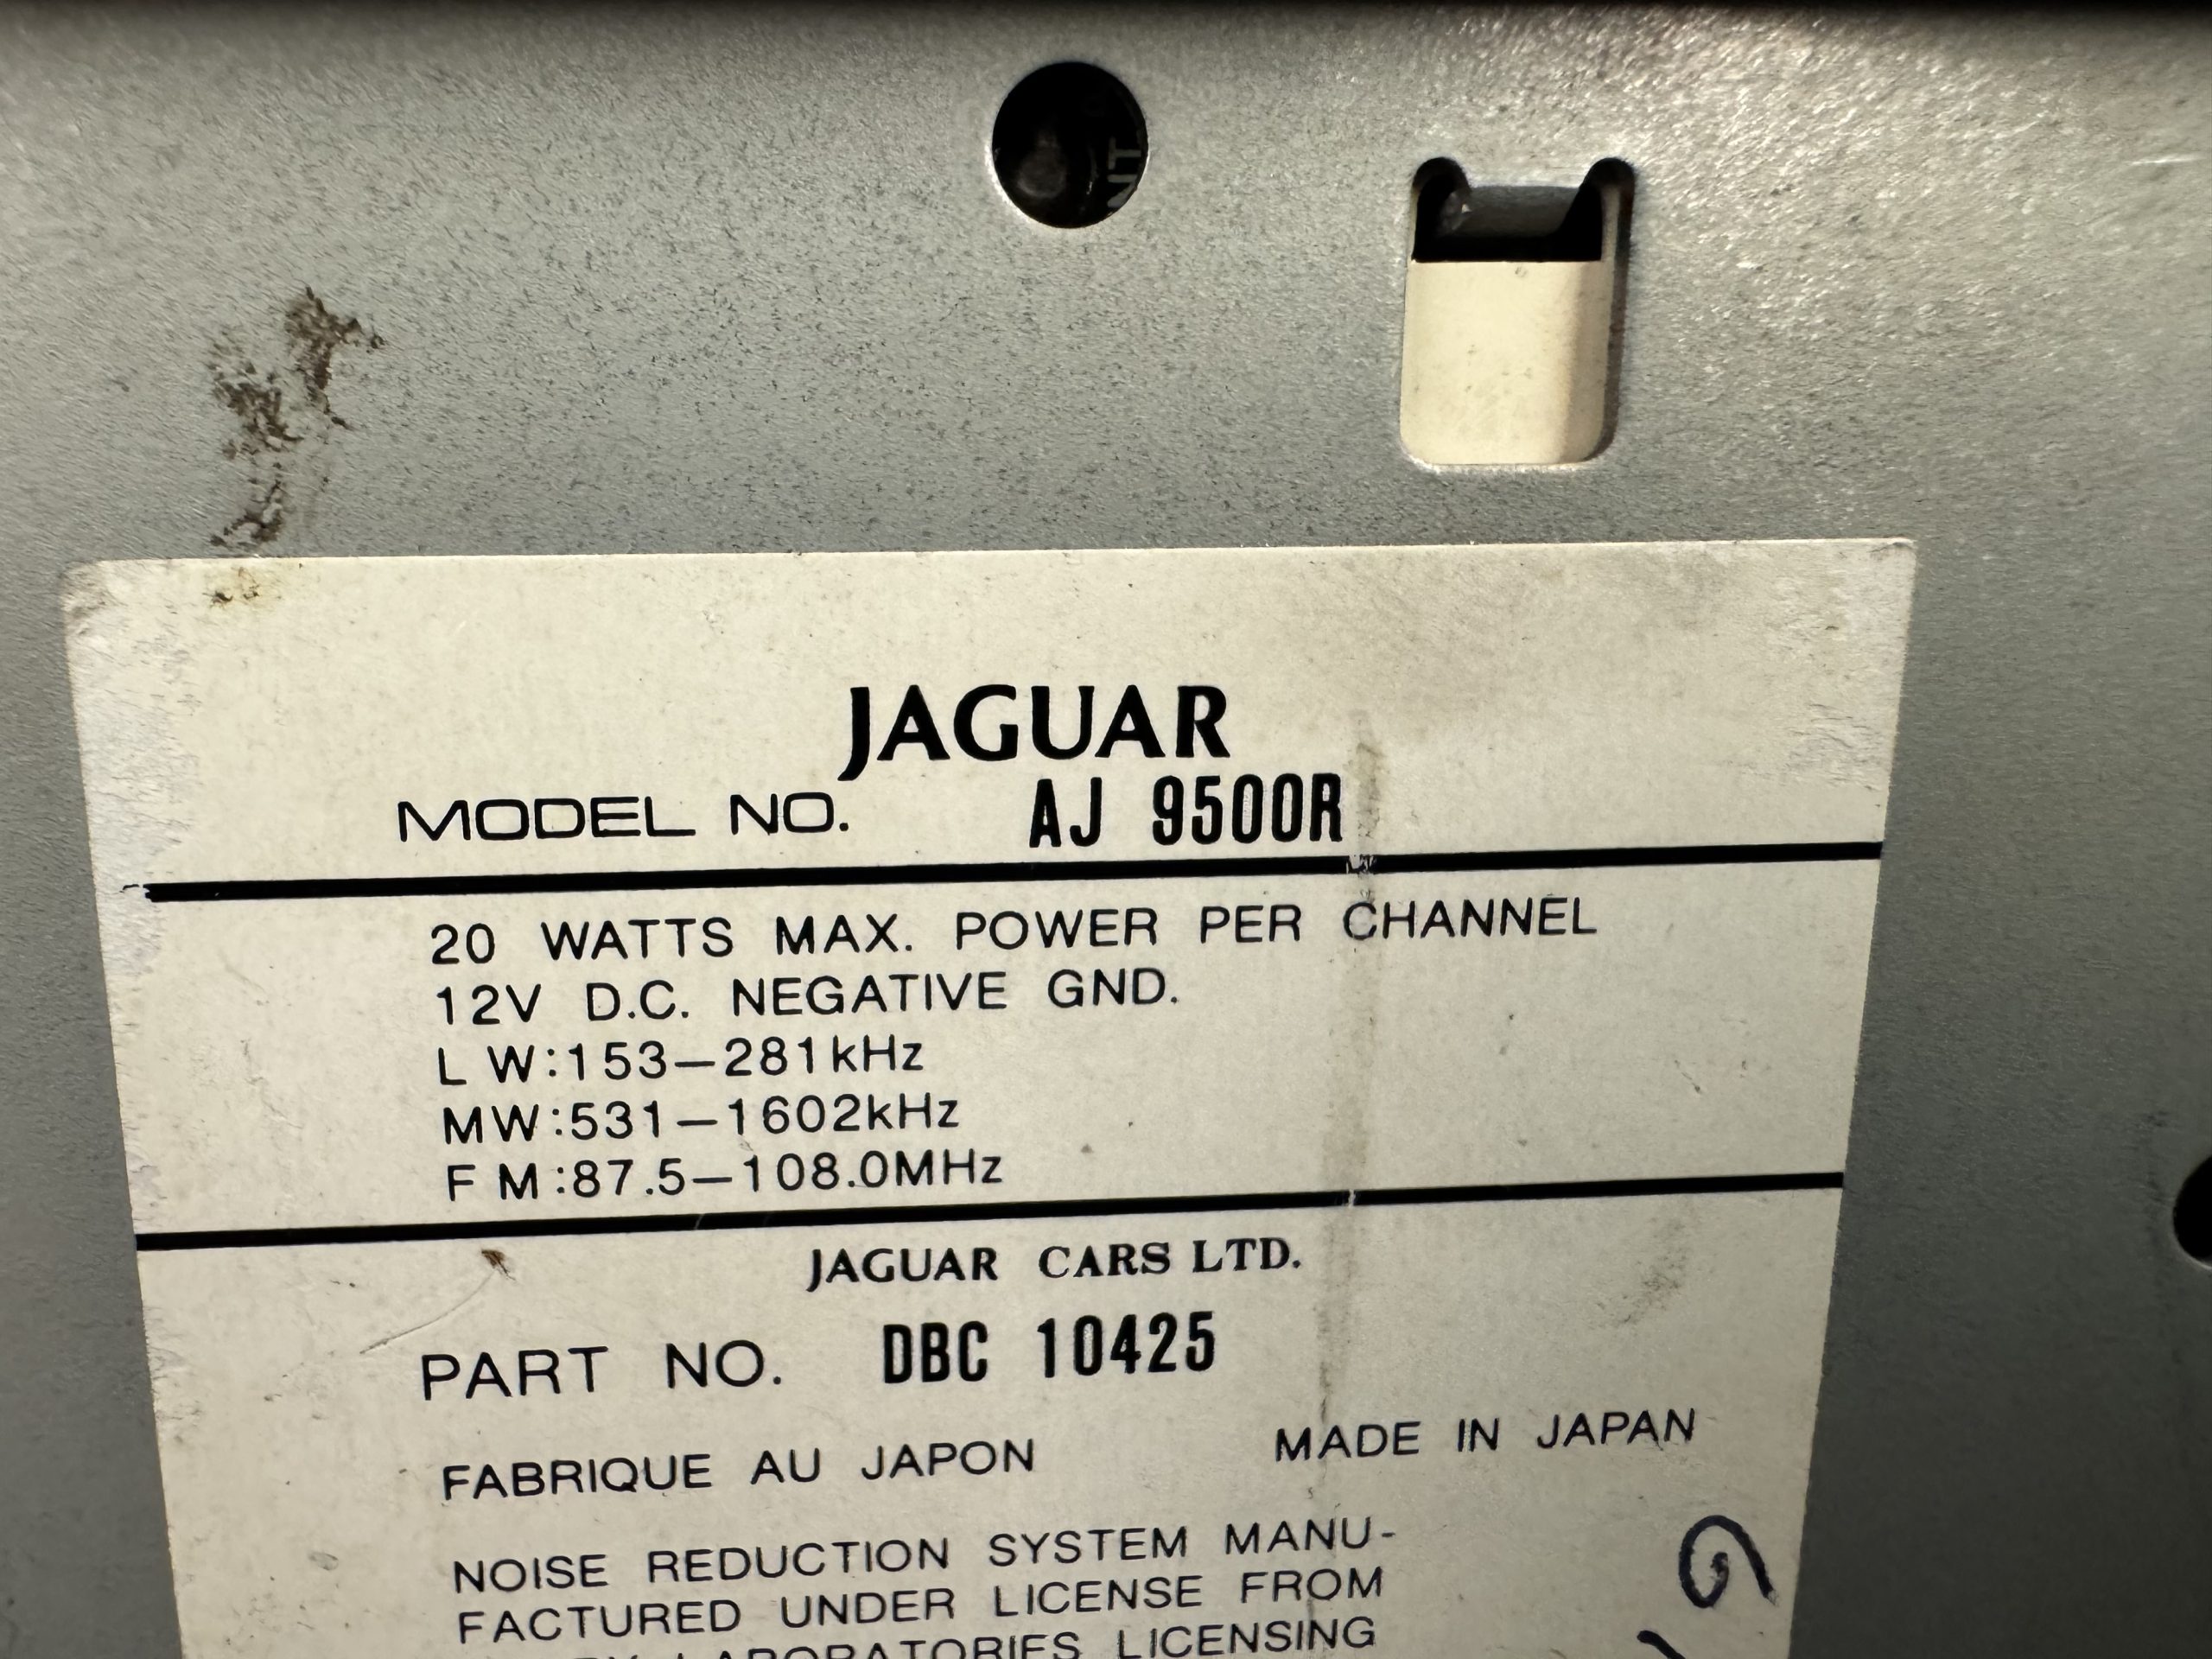 JAGUAR
MODEL NO. AJ 9500R
20 WATTS MAX. POWER PER CHANNEL
12V D.C. NEGATIVE GND.
L W:153–281kHz
MW:531–1602kHz
F M:87.5–108.0MHz
JAGUAR CARS LTD.
PART NO. DBC 10425
FABRIQUE AU JAPON MADE IN JAPAN
NOISE REDUCTION SYSTEM MANU-
FACTURED UNDER LICENSE FROM
LABORATORIES LICENSING